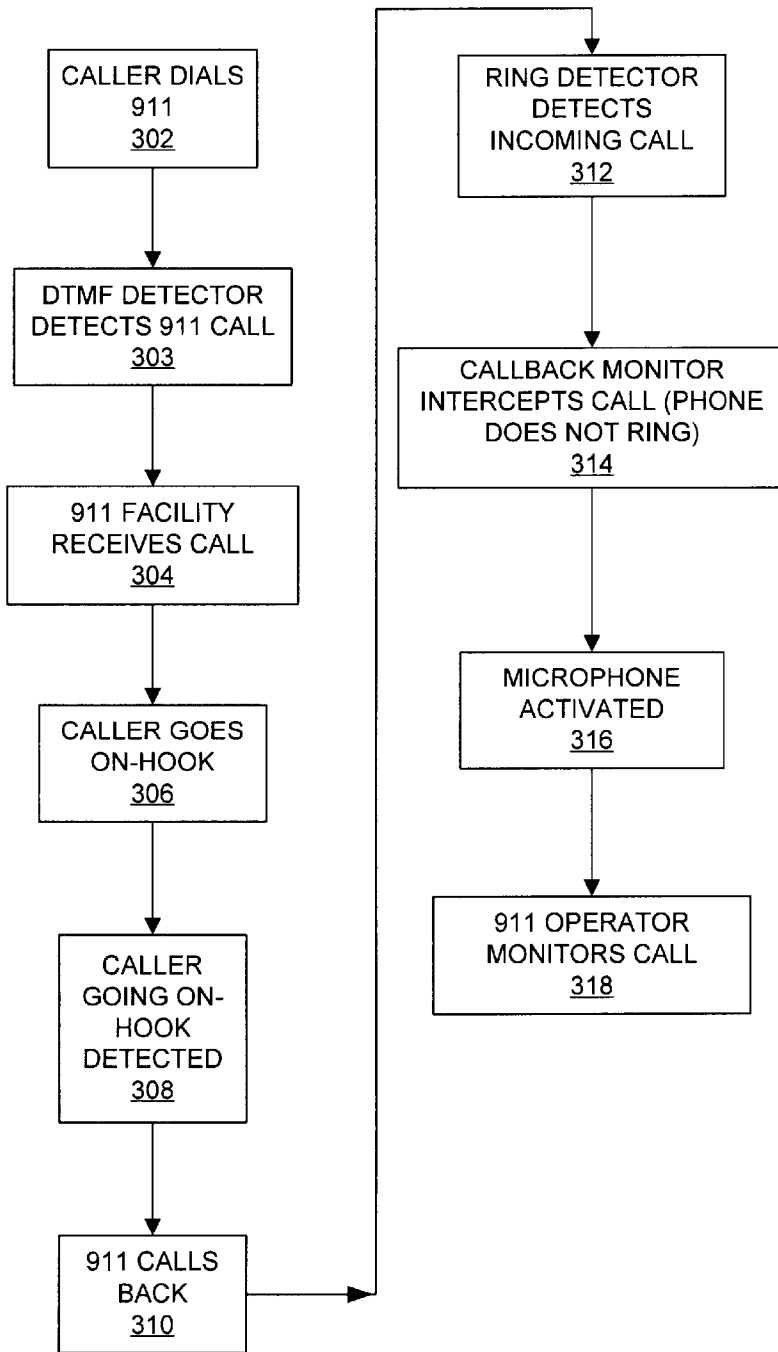 CALLER DIALS
911
302
DTMF DETECTOR
DETECTS 911 CALL
303
911 FACILITY
RECEIVES CALL
304
CALLER GOES
ON-HOOK
306
CALLER
GOING ON-
HOOK
DETECTED
308
911 CALLS
BACK
310
RING DETECTOR
DETECTS
INCOMING CALL
312
CALLBACK MONITOR
INTERCEPTS CALL (PHONE
DOES NOT RING)
314
MICROPHONE
ACTIVATED
316
911 OPERATOR
MONITORS CALL
318